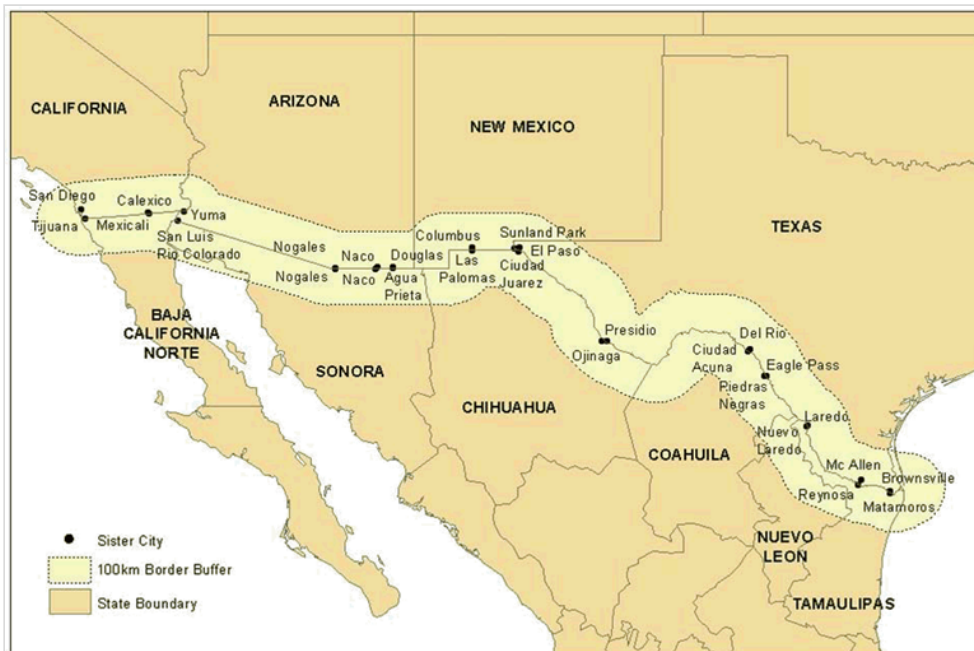 CALIFORNIA
ARIZONA
NEW MEXICO
TEXAS
San Diego
Tijuana
Calexico
Mexicali
Yuma
San Luis
Rio Colorado
Nogales
Nogales
Naco
Naco
Douglas
Agua
Prieta
Columbus
Las
Palomas
Sunland Park
El Paso
Ciudad
Juarez
Presidio
Ojinaga
Del Rio
Ciudad
Acuna
Eagle Pass
Piedras
Negras
Laredo
Nuevo
Laredo
Mc Allen
Reynosa
Brownsville
Matamoros
BAJA
CALIFORNIA
NORTE
SONORA
CHIHUAHUA
COAHUILA
NUEVO
LEON
TAMAULIPAS
Sister City
100km Border Buffer
State Boundary